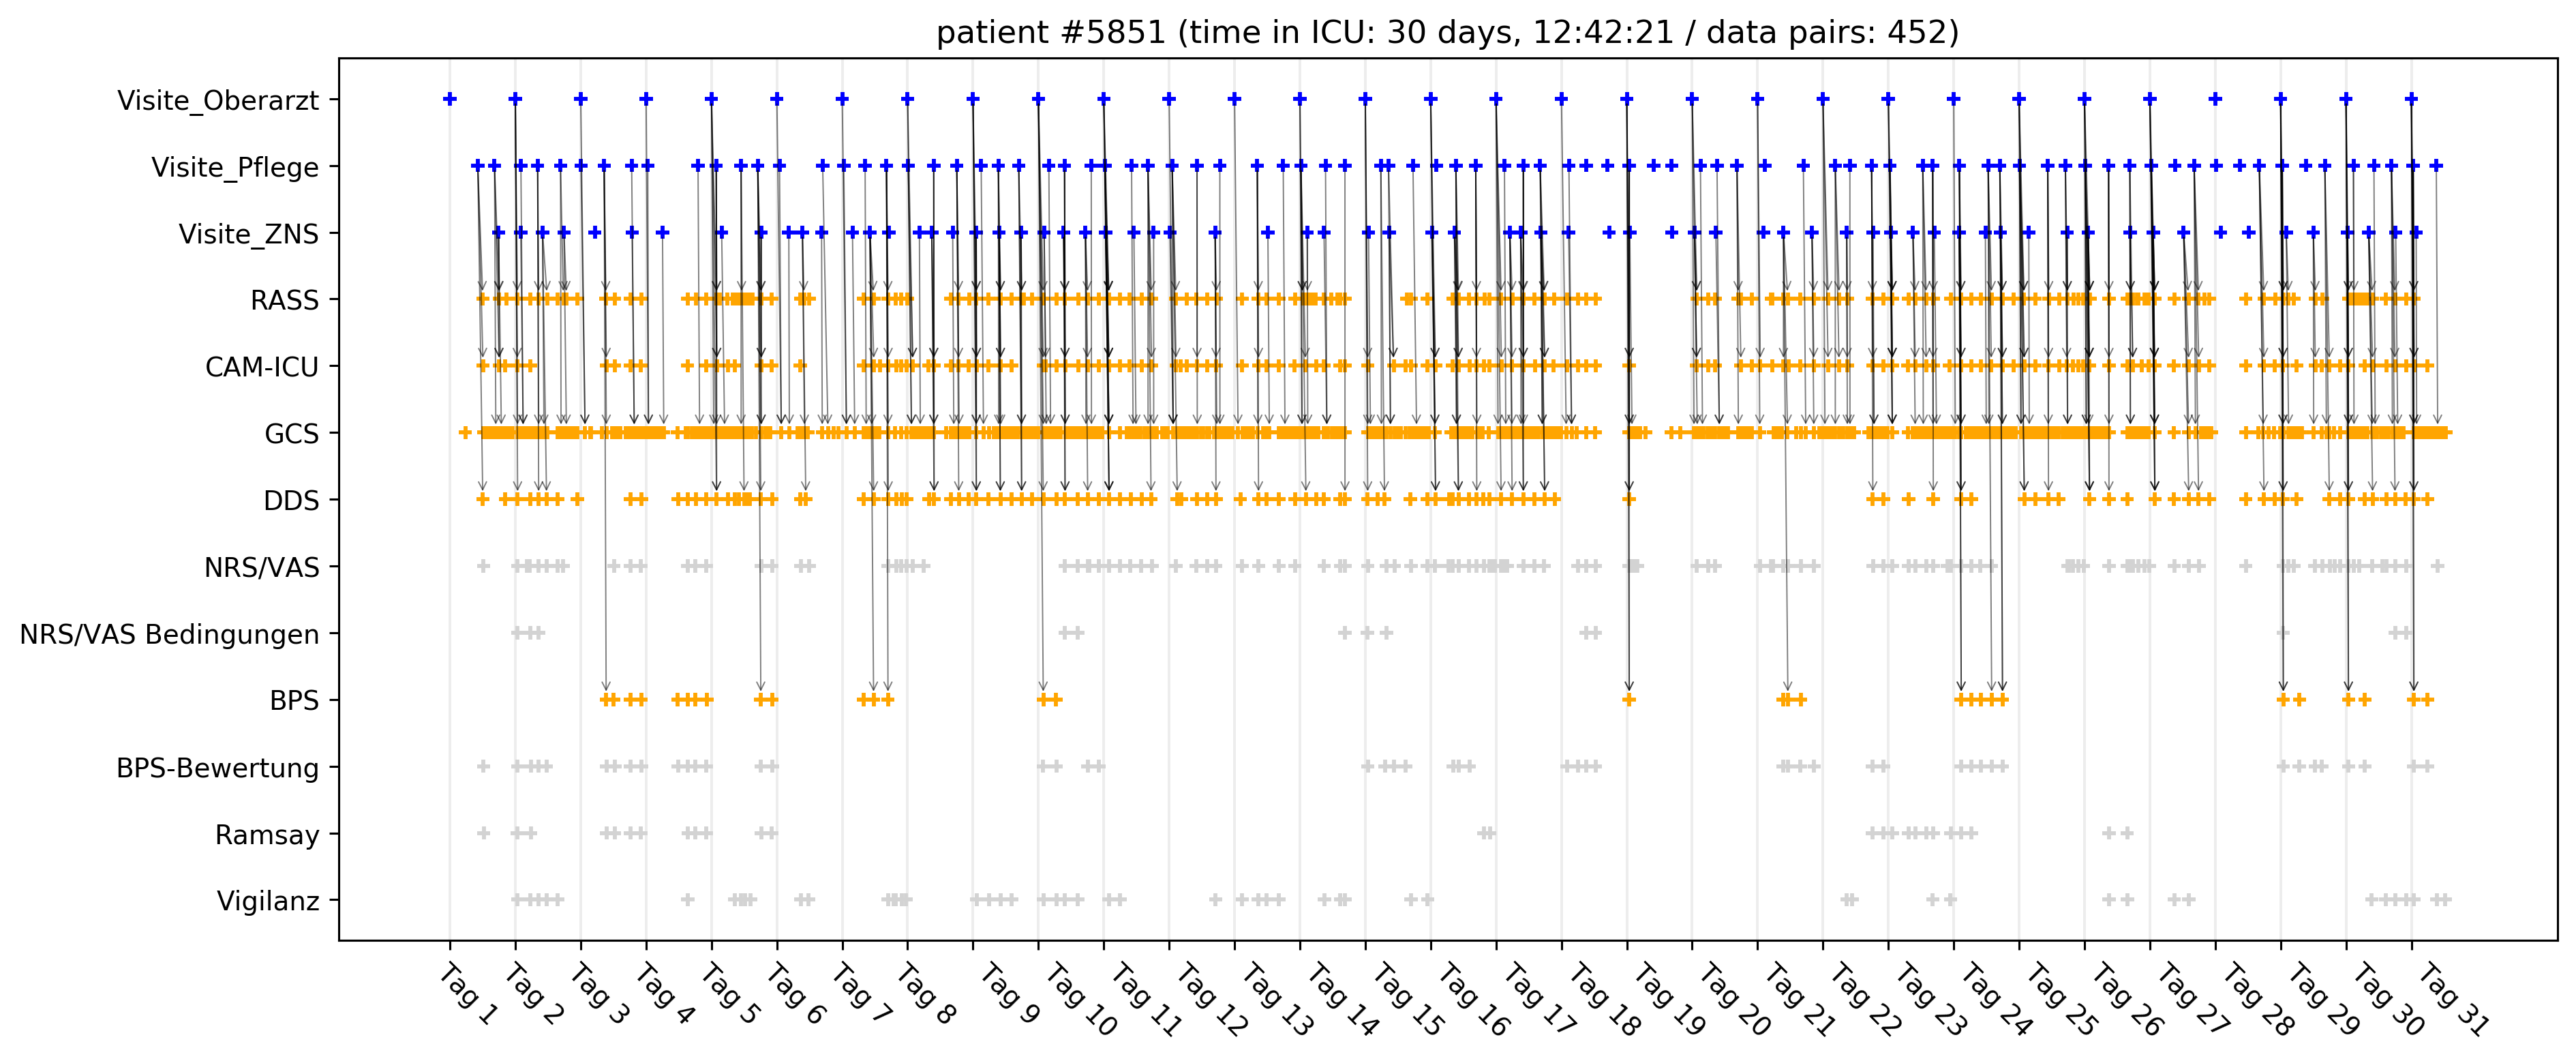 patient #5851 (time in ICU: 30 days, 12:42:21 / data pairs: 452)
Visite_Oberarzt
Visite_Pflege
Visite_ZNS
RASS
CAM-ICU
GCS
DDS
NRS/VAS
NRS/VAS Bedingungen
BPS
BPS-Bewertung
Ramsay
Vigilanz
Tag 1
Tag 2
Tag 3
Tag 4
Tag 5
Tag 6
Tag 7
Tag 8
Tag 9
Tag 10
Tag 11
Tag 12
Tag 13
Tag 14
Tag 15
Tag 16
Tag 17
Tag 18
Tag 19
Tag 20
Tag 21
Tag 22
Tag 23
Tag 24
Tag 25
Tag 26
Tag 27
Tag 28
Tag 29
Tag 30
Tag 31